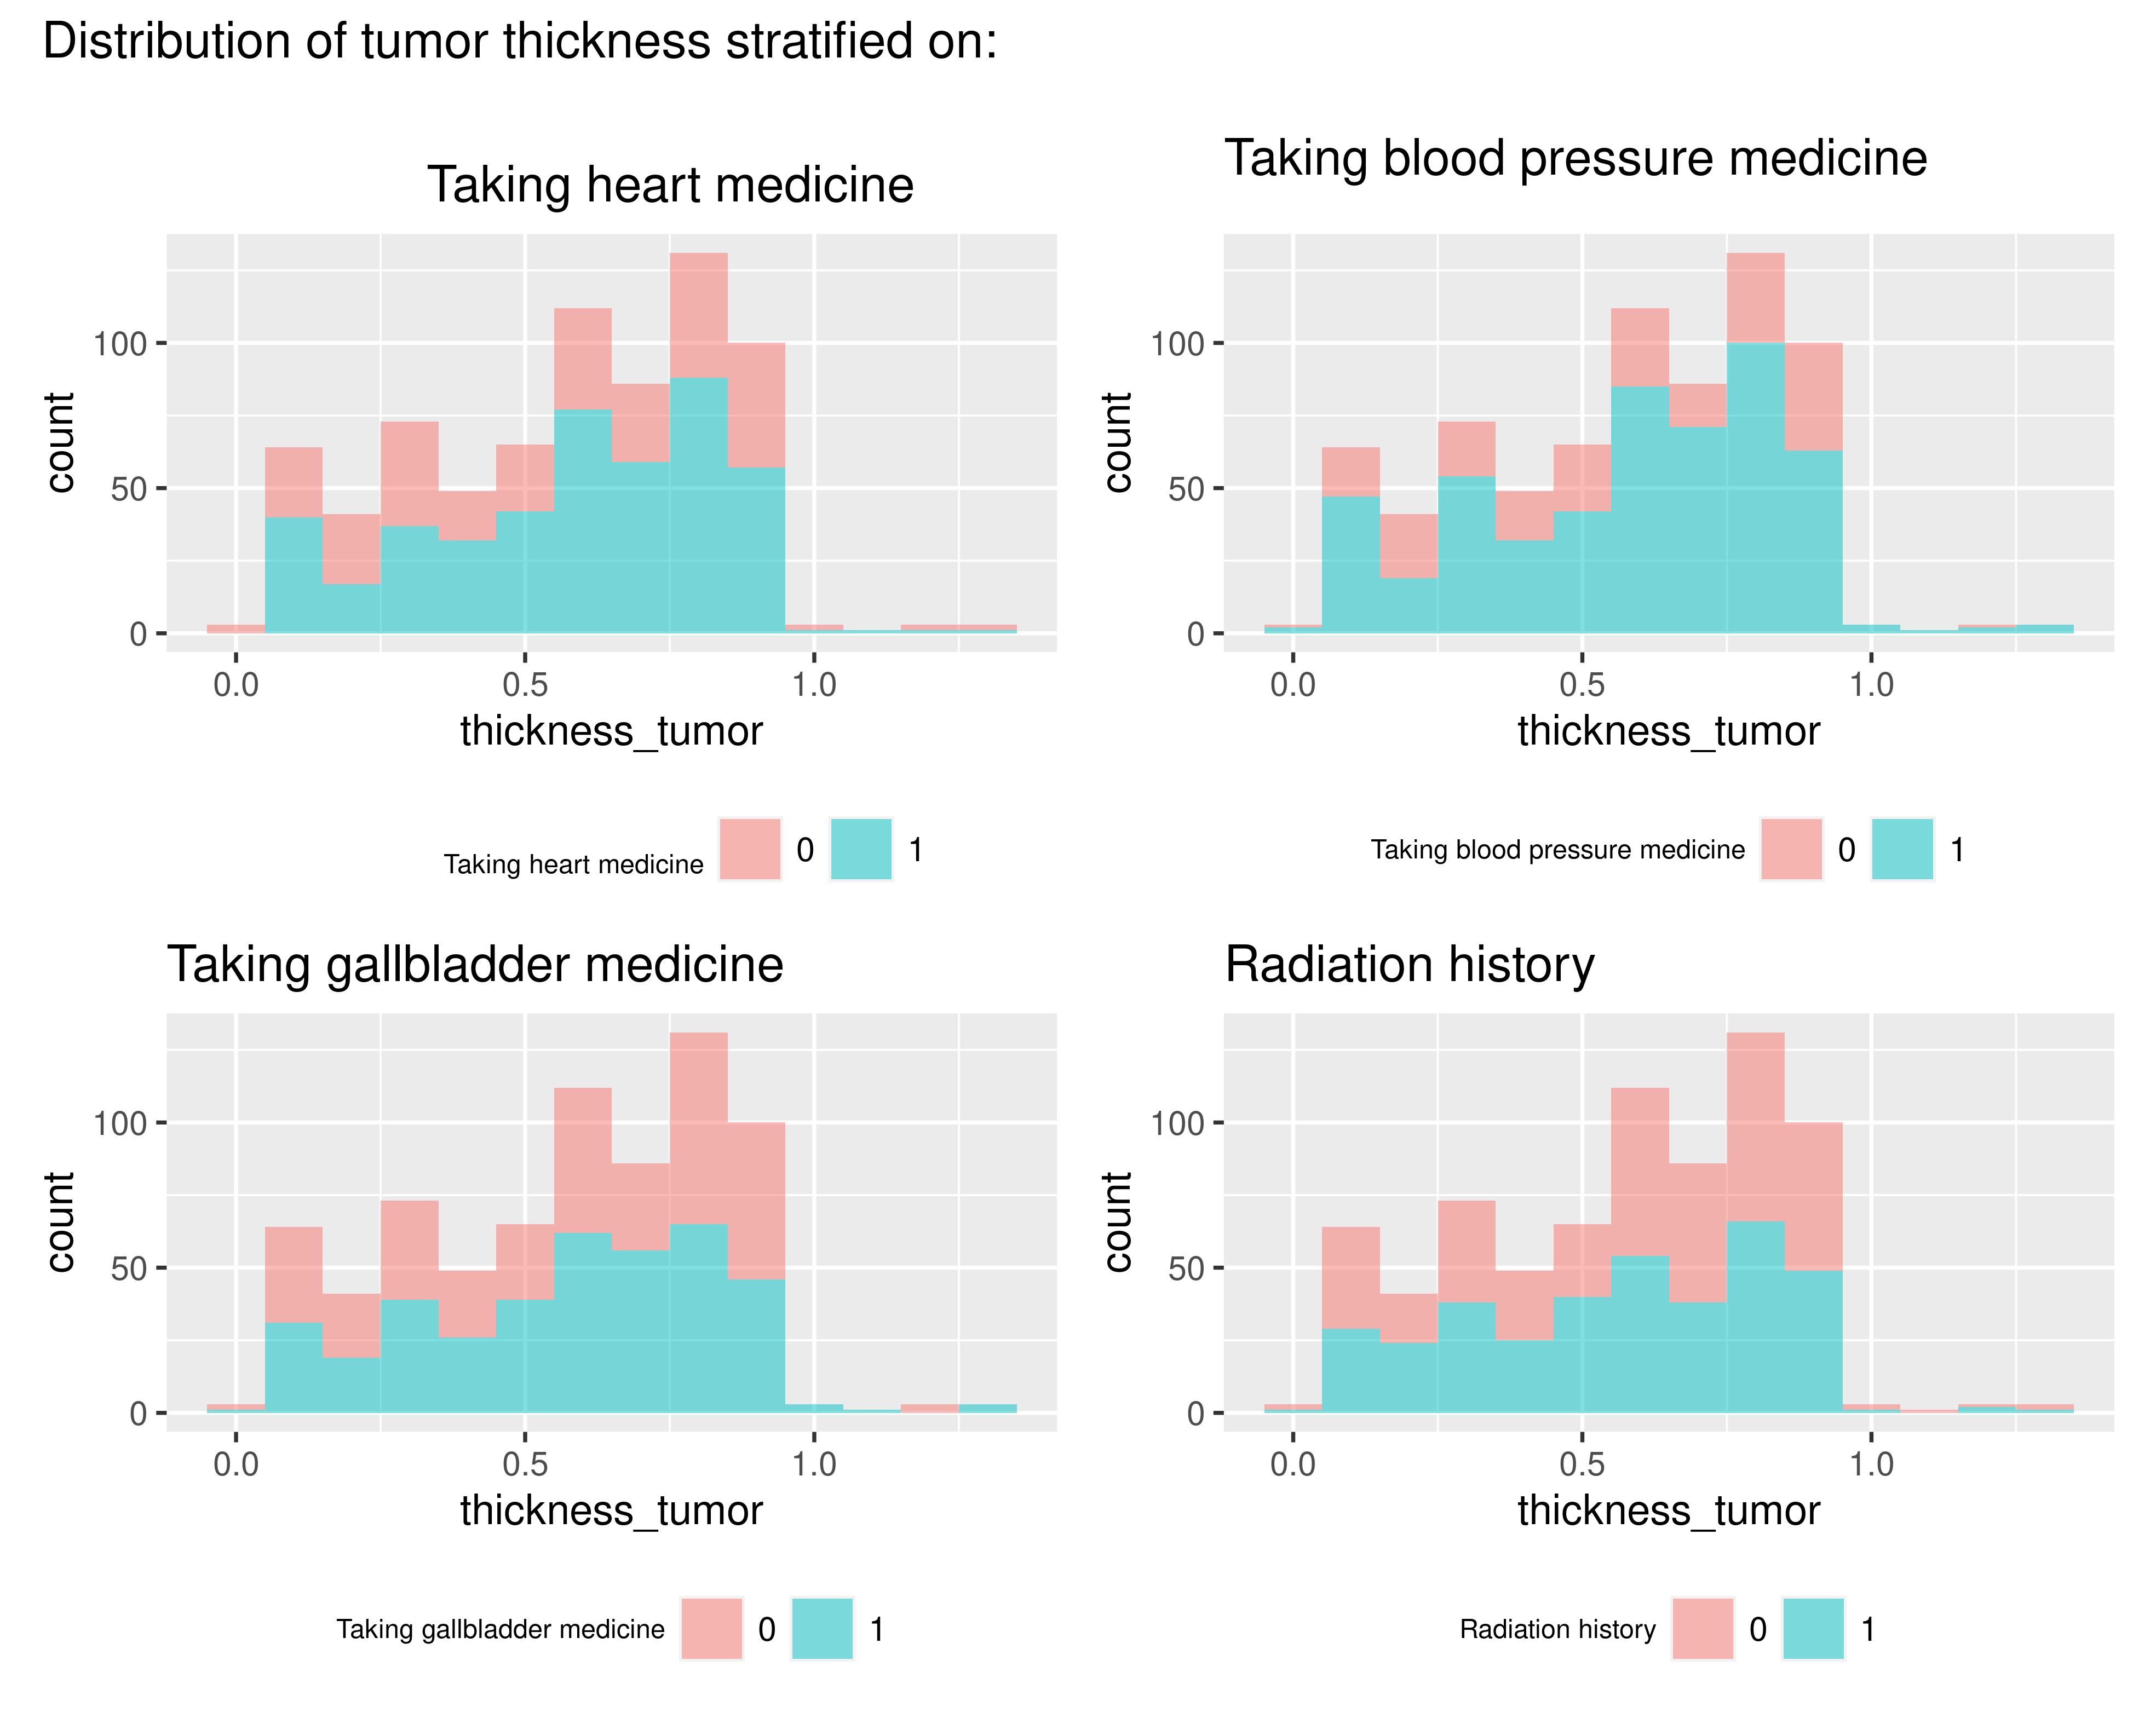 Distribution of tumor thickness stratified on:
Taking heart medicine
count
100
50
0
0.0 0.5 1.0
thickness_tumor
Taking heart medicine 0 1
Taking blood pressure medicine
count
100
50
0
0.0 0.5 1.0
thickness_tumor
Taking blood pressure medicine 0 1
Taking gallbladder medicine
count
100
50
0
0.0 0.5 1.0
thickness_tumor
Taking gallbladder medicine 0 1
Radiation history
count
100
50
0
0.0 0.5 1.0
thickness_tumor
Radiation history 0 1